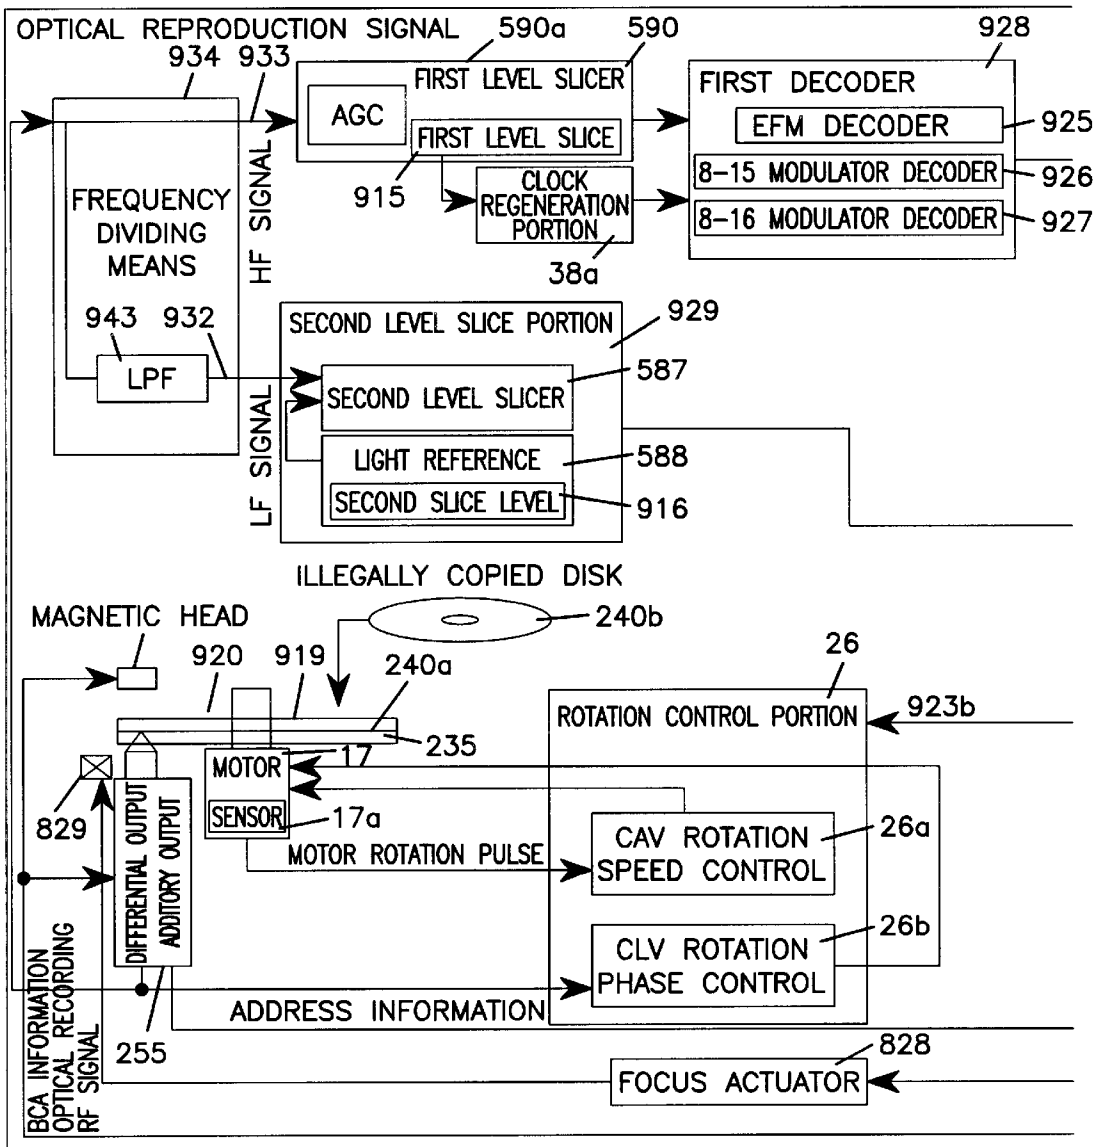 OPTICAL REPRODUCTION SIGNAL
590a
590
928
934
933
FIRST LEVEL SLICER
AGC
FIRST LEVEL SLICE
915
FIRST DECODER
EFM DECODER
925
8-15 MODULATOR DECODER
926
8-16 MODULATOR DECODER
927
CLOCK
REGENERATION
PORTION
38a
HF SIGNAL
FREQUENCY
DIVIDING
MEANS
943
932
LPF
LF SIGNAL
SECOND LEVEL SLICE PORTION
929
587
SECOND LEVEL SLICER
LIGHT REFERENCE
588
SECOND SLICE LEVEL
916
ILLEGALLY COPIED DISK
240b
MAGNETIC HEAD
920
919
240a
235
26
ROTATION CONTROL PORTION
923b
MOTOR
17
SENSOR
17a
829
DIFFERENTIAL OUTPUT
ADDITORY OUTPUT
MOTOR ROTATION PULSE
CAV ROTATION
SPEED CONTROL
26a
CLV ROTATION
PHASE CONTROL
26b
ADDRESS INFORMATION
255
BCA INFORMATION
OPTICAL RECORDING
RF SIGNAL
828
FOCUS ACTUATOR